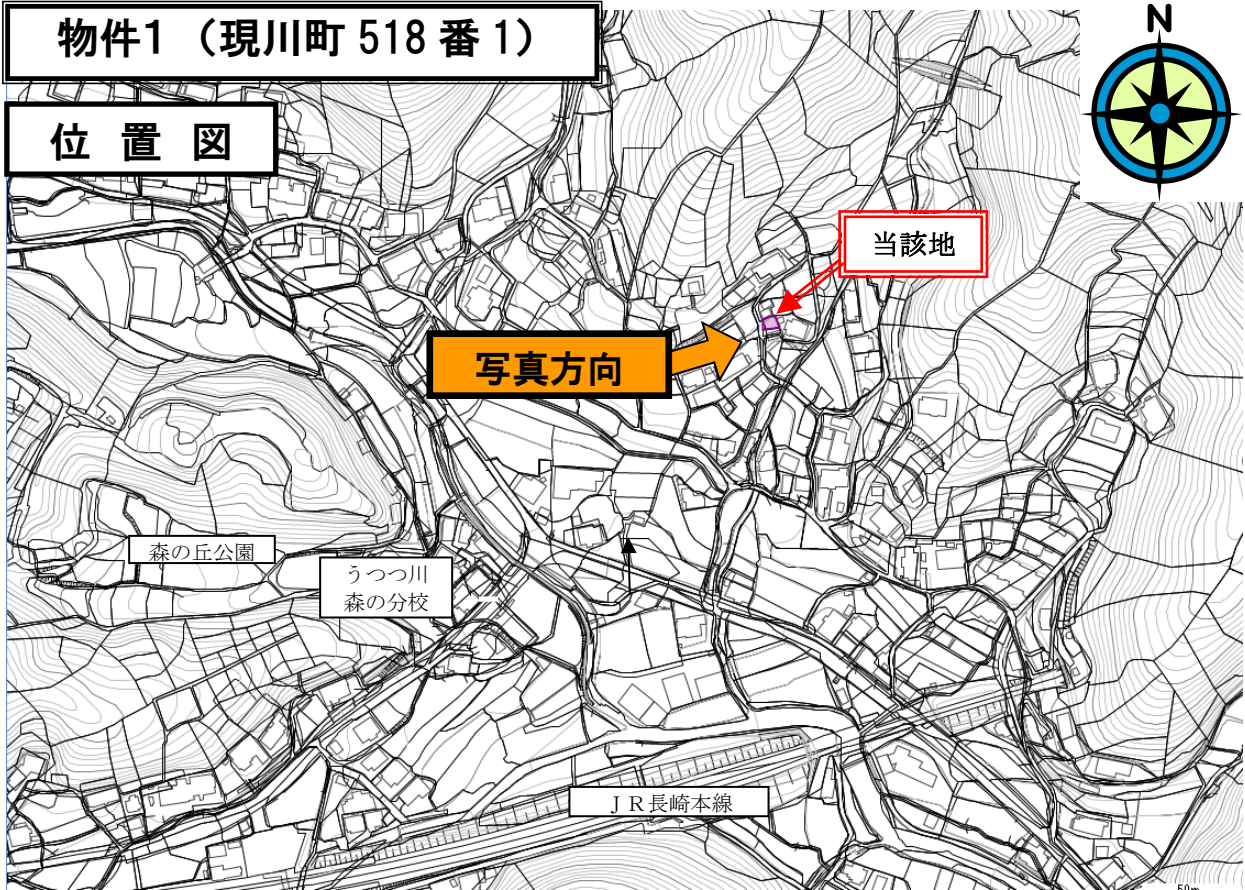 物件1 （現川町 518 番 1）
N
位 置 図
当該地
写真方向
森の丘公園
うつつ川
森の分校
ＪＲ長崎本線
50m